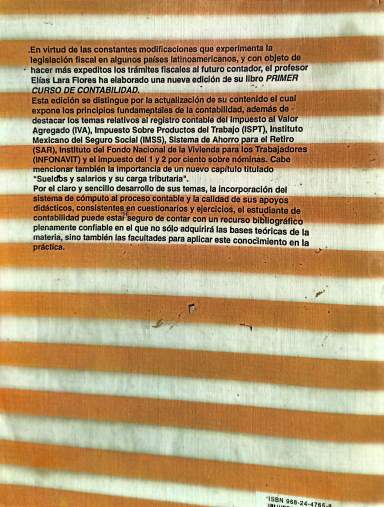 .En virtud de las constantes modificaciones que experimenta la
legislación fiscal en algunos países latinoamericanos, y con objeto de
hacer más expeditos los trámites fiscales al futuro contador, el profesor
Elías Lara Flores ha elaborado una nueva edición de su libro PRIMER
CURSO DE CONTABILIDAD.
Esta edición se distingue por la actualización de su contenido el cual
expone los principios fundamentales de la contabilidad, además de
destacar los temas relativos al registro contable del Impuesto al Valor
Agregado (IVA), Impuesto Sobre Productos del Trabajo (ISPT), Instituto
Mexicano del Seguro Social (IMSS), Sistema de Ahorro para el Retiro
(SAR), Instituto del Fondo Nacional de la Vivienda para los Trabajadores
(INFONAVIT) y el impuesto del 1 y 2 por ciento sobre nóminas. Cabe
mencionar también la importancia de un nuevo capítulo titulado
"Sueldos y salarios y su carga tributaria".
Por el claro y sencillo desarrollo de sus temas, la incorporación del
sistema de cómputo al proceso contable y la calidad de sus apoyos
didácticos, consistentes en cuestionarios y ejercicios, el estudiante de
contabilidad puede estar seguro de contar con un recurso bibliográfico
plenamente confiable en el que no sólo adquirirá las bases teóricas de la
materia, sino también las facultades para aplicar este conocimiento en la
práctica.
ISBN 968-24-4765-